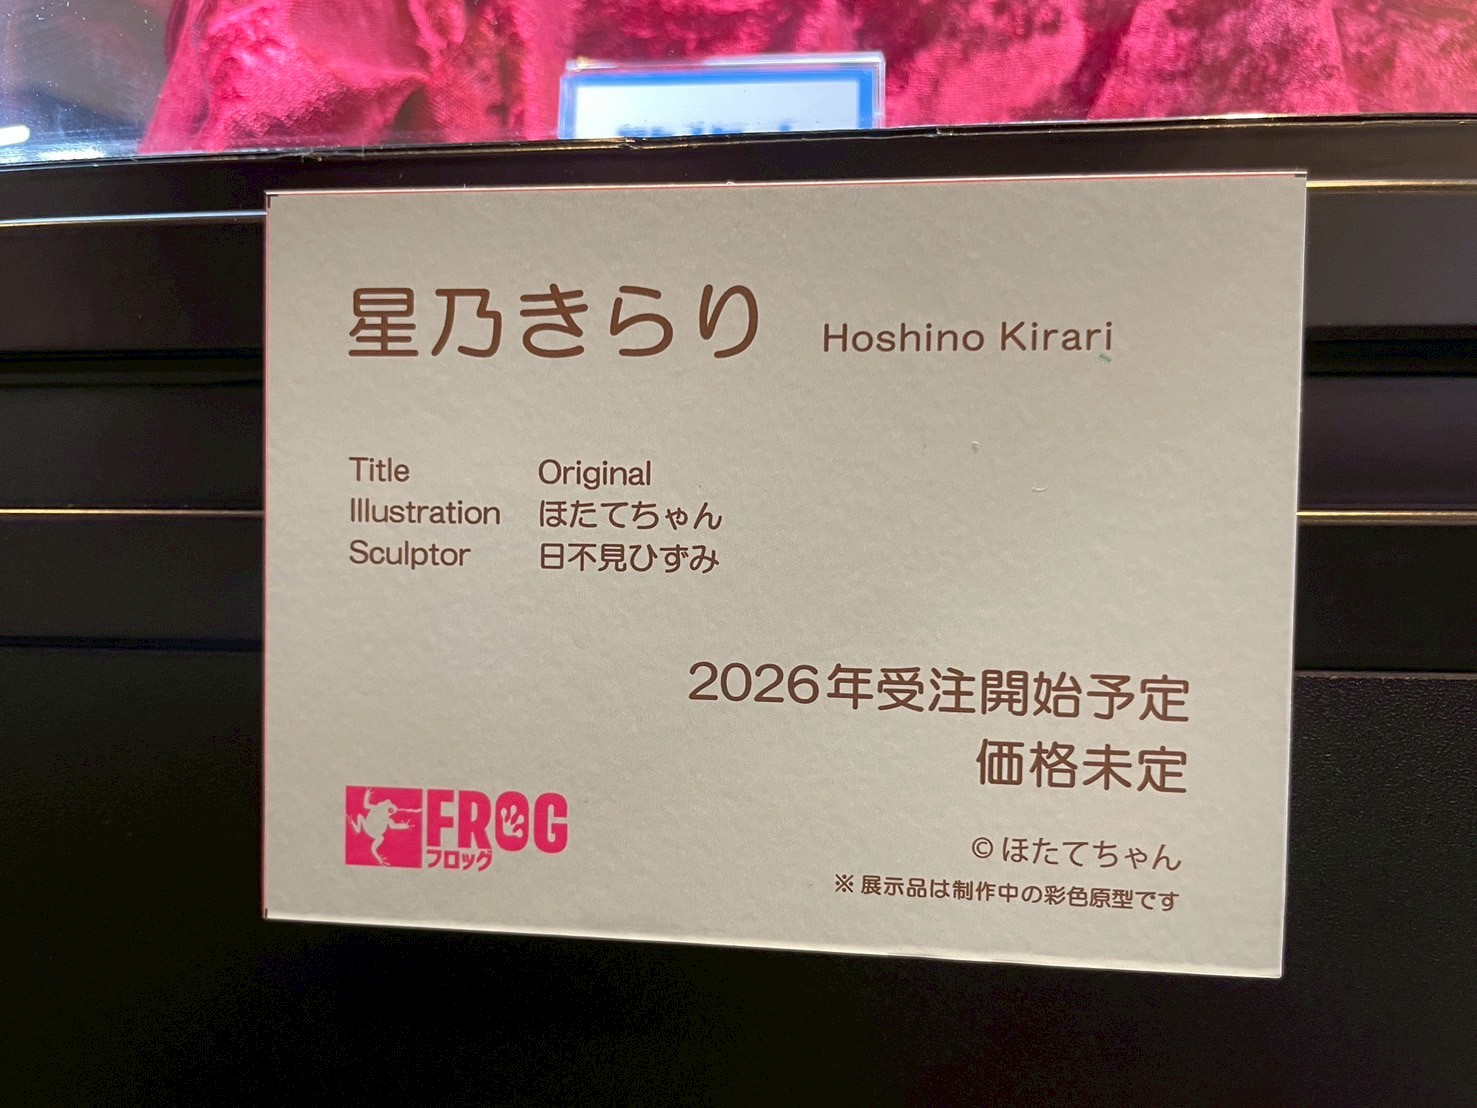 星乃きらり Hoshino Kirari
Title Original
Illustration ほたてちゃん
Sculptor 日不見ひずみ
2026年受注開始予定
価格未定
FROG
フロッグ
© ほたてちゃん
※展示品は制作中の彩色原型です